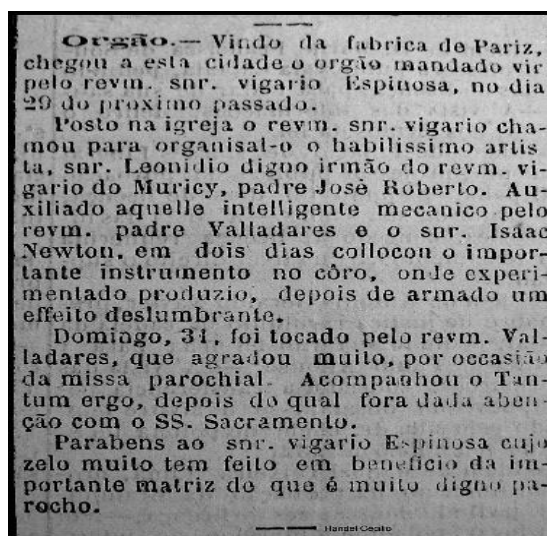 Orgão.— Vindo da fabrica de Pariz,
chegou a esta cidade o orgão mandado vir
pelo revm. snr. vigario Espinosa, no dia
29 do proximo passado.
Posto na igreja o revm. snr. vigario cha-
mou para organisal-o o habilissimo artis
ta, snr. Leonidio digno irmão do revm. vi-
gario do Muricy, padre José Roberto. Au-
xiliado aquelle intelligente mecanico pelo
revm. padre Valladares e o snr. Isaac
Newton, em dois dias collocou o impor-
tante instrumento no côro, onde experi-
mentado produzio, depois de armado um
effeito deslumbrante.
Domingo, 31, foi tocado pelo revm. Val-
ladares, que agradou muito, por occasião
da missa parochial. Acompanhou o Tan-
tum ergo, depois do qual fora dada aben-
ção com o SS. Sacramento.
Parabens ao snr. vigario Espinosa cujo
zelo muito tem feito em beneficio da im-
portante matriz de que é muito digno pa-
rocho.
Handel Cecilio